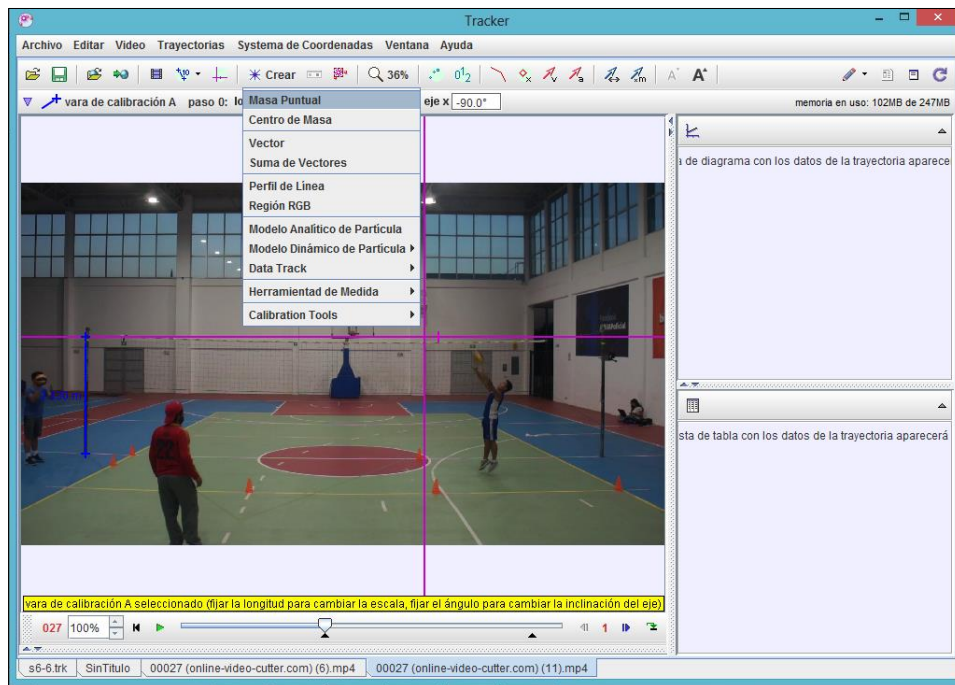 Tracker
Archivo Editar Video Trayectorias Systema de Coordenadas Ventana Ayuda
Crear 36%
vara de calibración A paso 0: lo eje x -90.0° memoria en uso: 102MB de 247MB
Masa Puntual
Centro de Masa
Vector
Suma de Vectores
Perfil de Línea
Región RGB
Modelo Analítico de Partícula
Modelo Dinámico de Partícula
Data Track
Herramientad de Medida
Calibration Tools
a de diagrama con los datos de la trayectoria aparece
sta de tabla con los datos de la trayectoria aparecerá
vara de calibración A seleccionado (fijar la longitud para cambiar la escala, fijar el ángulo para cambiar la inclinación del eje)
027 100% 1
s6-6.trk SinTitulo 00027 (online-video-cutter.com) (6).mp4 00027 (online-video-cutter.com) (11).mp4